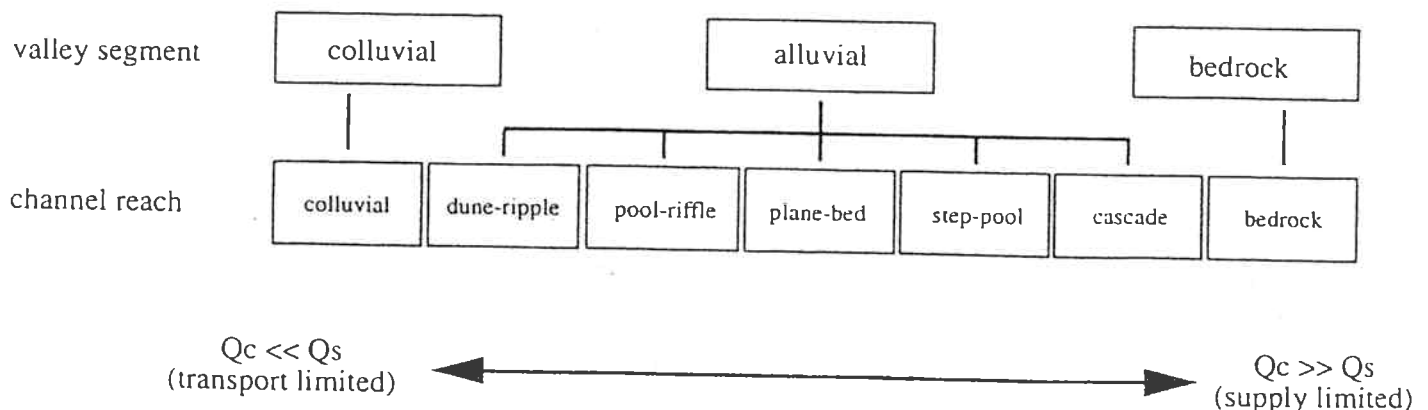 valley segment
colluvial
alluvial
bedrock
channel reach
colluvial
dune-ripple
pool-riffle
plane-bed
step-pool
cascade
bedrock
Qc << Qs
(transport limited)
Qc >> Qs
(supply limited)